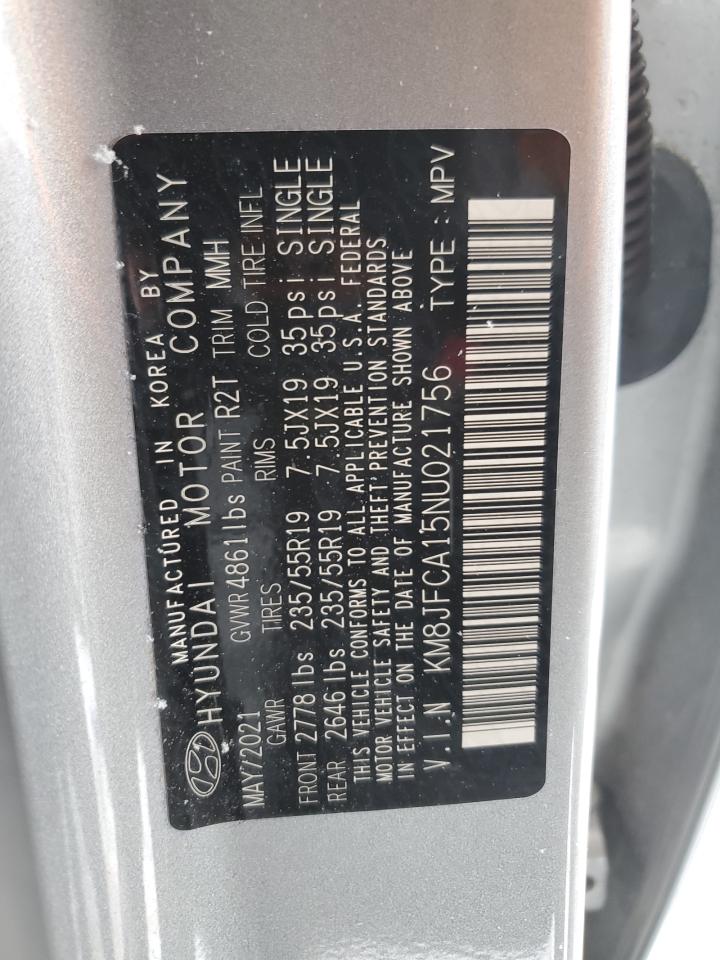 MANUFACTURED IN KOREA BY
HYUNDAI MOTOR COMPANY
MAY/2021 GVWR 4861lbs PAINT R2T TRIM MMH
GAWR TIRES RIMS COLD TIRE INFL
FRONT 2778lbs 235/55R19 7.5JX19 35psi SINGLE
REAR 2646lbs 235/55R19 7.5JX19 35psi SINGLE
THIS VEHICLE CONFORMS TO ALL APPLICABLE U.S.A. FEDERAL
MOTOR VEHICLE SAFETY AND THEFT PREVENTION STANDARDS
IN EFFECT ON THE DATE OF MANUFACTURE SHOWN ABOVE
V.I.N KM8JFCA15NU021756 TYPE : MPV